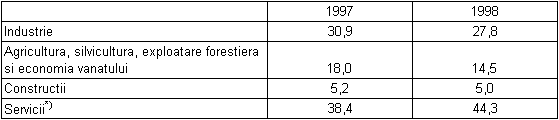 1997 1998
Industrie 30,9 27,8
Agricultura, silvicultura, exploatare forestiera
si economia vanatului 18,0 14,5
Constructii 5,2 5,0
Servicii*) 38,4 44,3